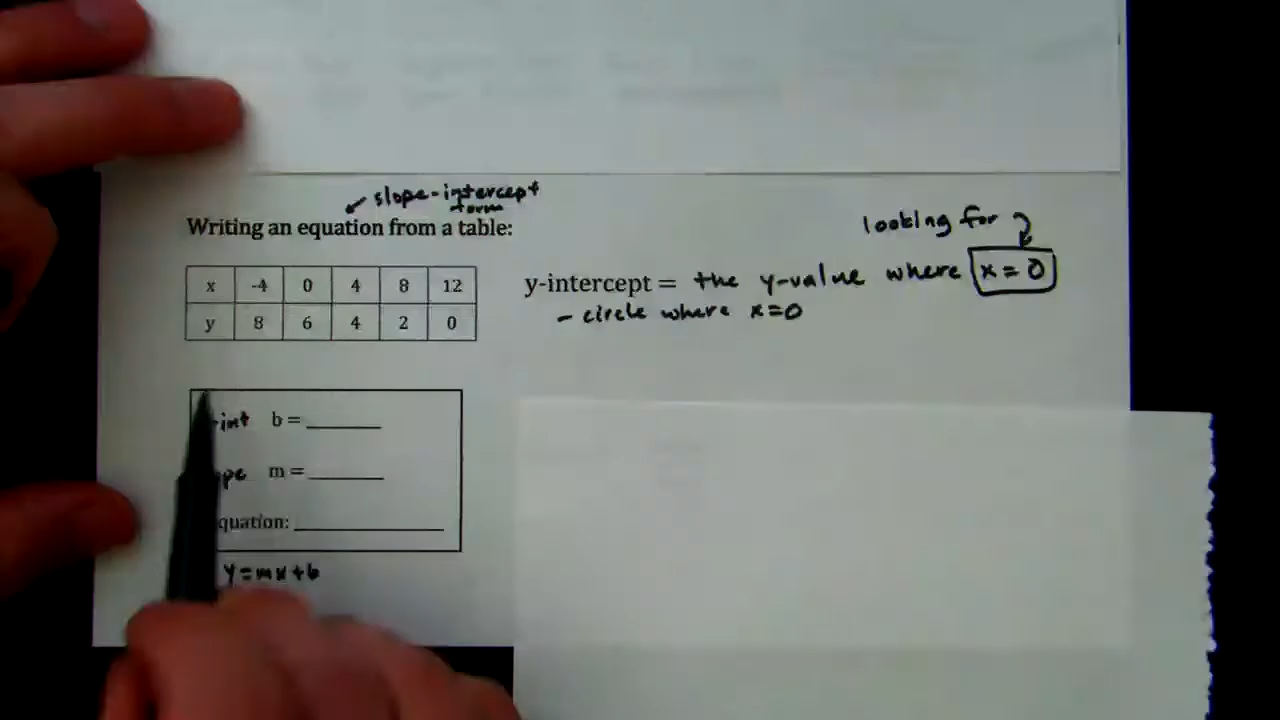 slope-intercept
form
Writing an equation from a table:
looking for
x -4 0 4 8 12
y 8 6 4 2 0
y-intercept = the y-value where x=0
- circle where x=0
int b =
pe m =
quation:
y=mx+b